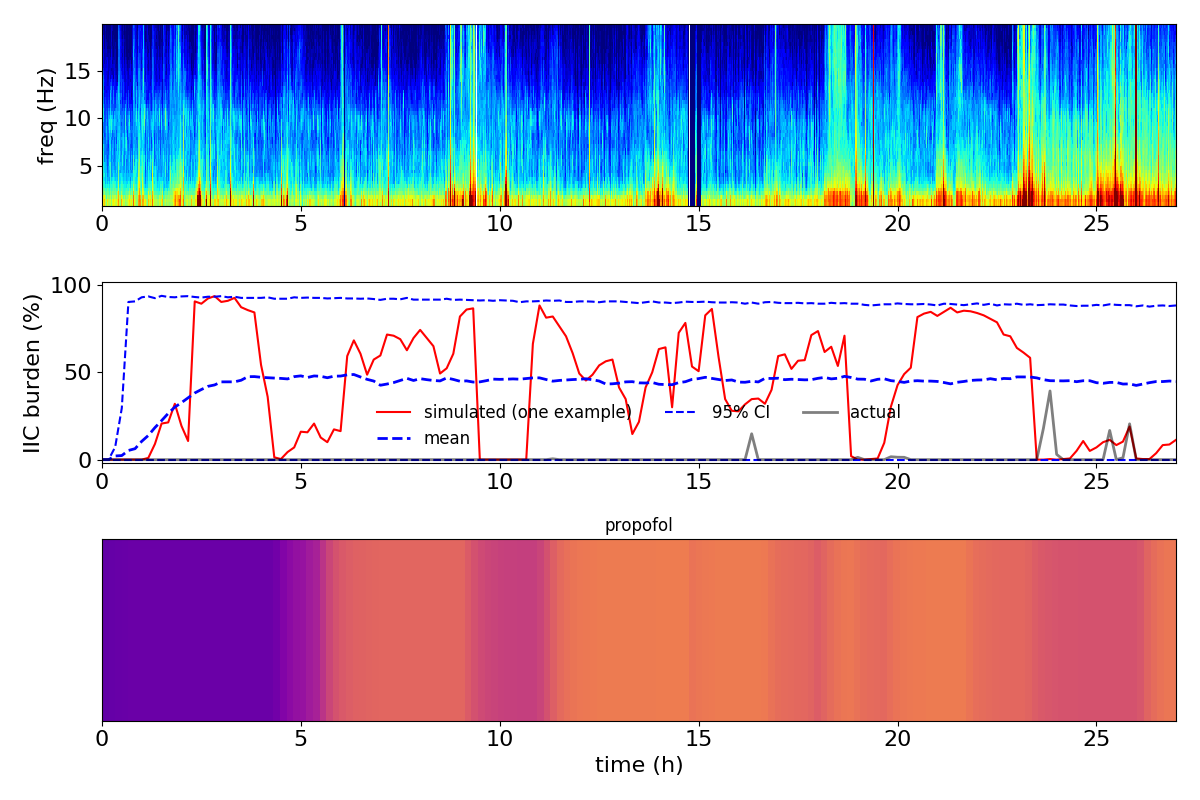 freq (Hz)
15
10
5
0 5 10 15 20 25
IIC burden (%)
100
50
0
simulated (one example) 95% CI actual
mean
0 5 10 15 20 25
propofol
0 5 10 15 20 25
time (h)